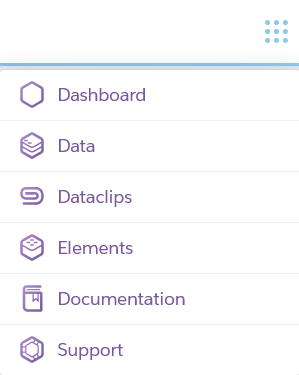 Dashboard
Data
Dataclips
Elements
Documentation
Support